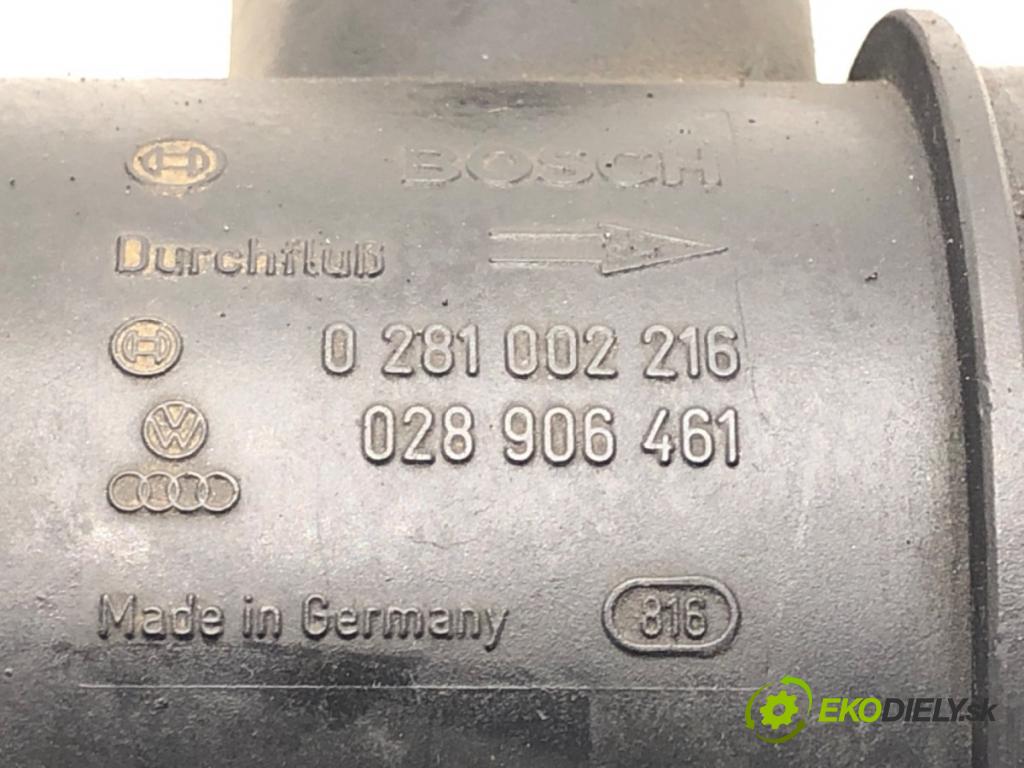 BOSCH
Durchfluß
0 281 002 216
028 906 461
Made in Germany 816
EKODIELY.sk